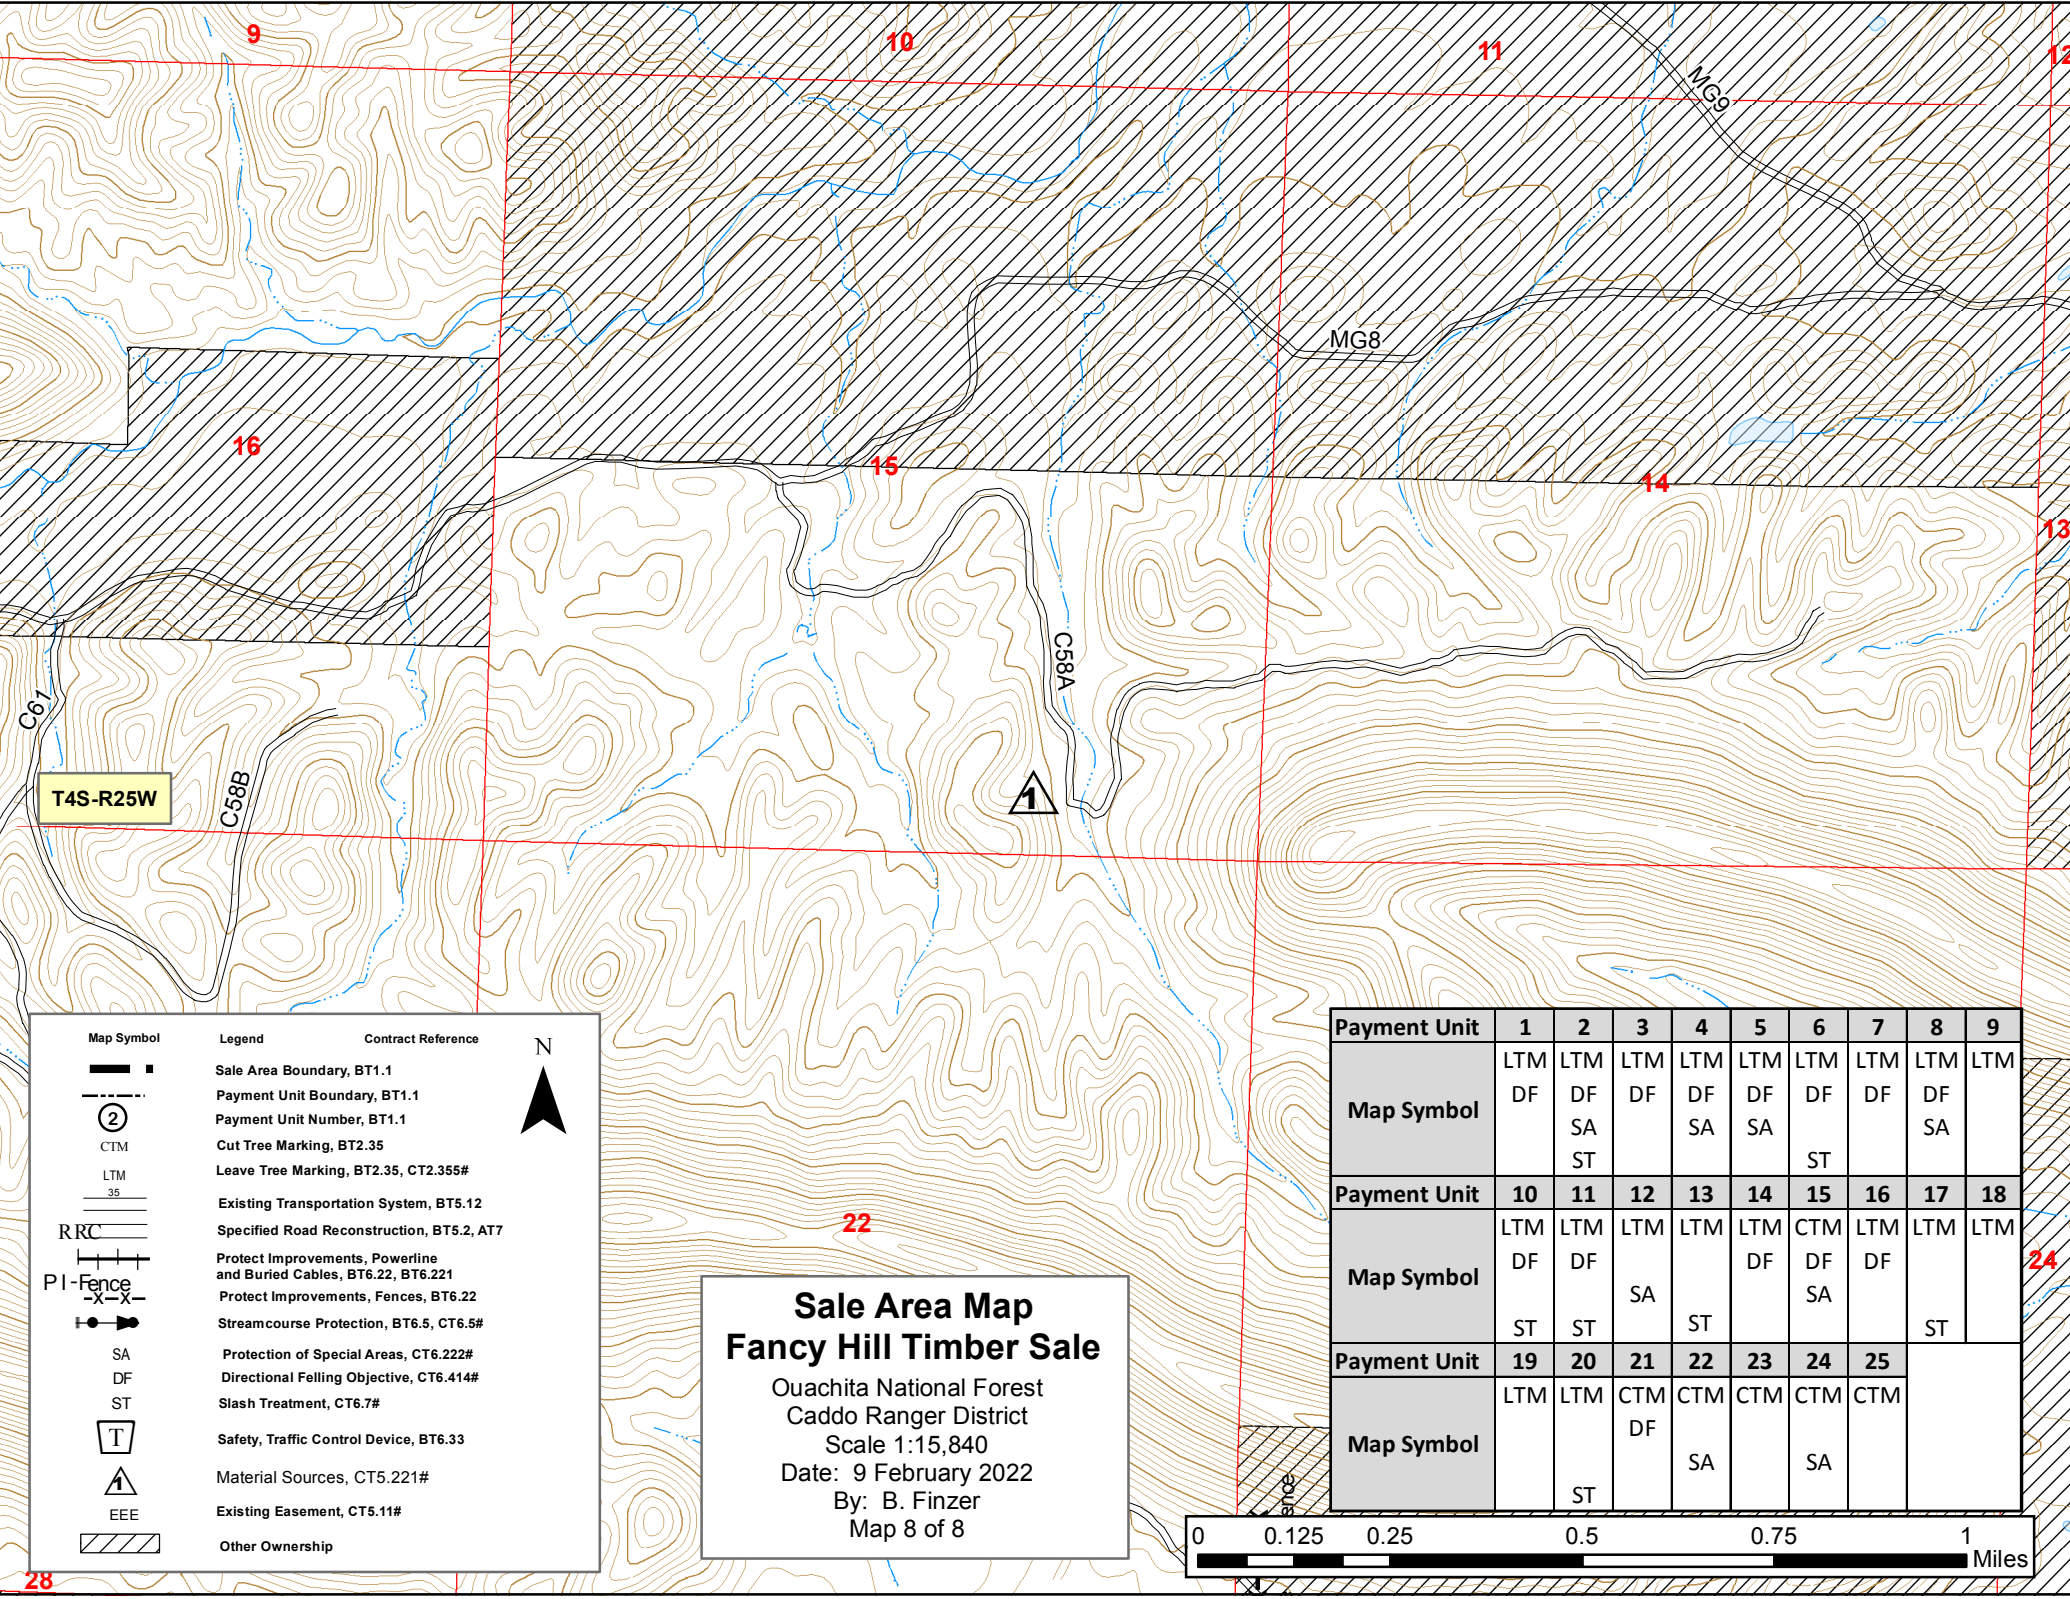 9
10
11
12
MG9
MG8
16
15
14
13
C61
C58A
C58B
T4S-R25W
1
22
24
28
Map Symbol Legend Contract Reference
N
Sale Area Boundary, BT1.1
Payment Unit Boundary, BT1.1
2 Payment Unit Number, BT1.1
CTM Cut Tree Marking, BT2.35
LTM Leave Tree Marking, BT2.35, CT2.355#
35 Existing Transportation System, BT5.12
RRC Specified Road Reconstruction, BT5.2, AT7
Protect Improvements, Powerline
and Buried Cables, BT6.22, BT6.221
PI-Fence
-X-X- Protect Improvements, Fences, BT6.22
Streamcourse Protection, BT6.5, CT6.5#
SA Protection of Special Areas, CT6.222#
DF Directional Felling Objective, CT6.414#
ST Slash Treatment, CT6.7#
T Safety, Traffic Control Device, BT6.33
1 Material Sources, CT5.221#
EEE Existing Easement, CT5.11#
Other Ownership
Sale Area Map
Fancy Hill Timber Sale
Ouachita National Forest
Caddo Ranger District
Scale 1:15,840
Date: 9 February 2022
By: B. Finzer
Map 8 of 8
Payment Unit 1 2 3 4 5 6 7 8 9
LTM LTM LTM LTM LTM LTM LTM LTM LTM
DF DF DF DF DF DF DF DF
Map Symbol
SA SA SA SA
ST ST
Payment Unit 10 11 12 13 14 15 16 17 18
LTM LTM LTM LTM LTM CTM LTM LTM LTM
DF DF DF DF DF
Map Symbol
SA SA
ST ST ST ST
Payment Unit 19 20 21 22 23 24 25
LTM LTM CTM CTM CTM CTM CTM
DF
Map Symbol
SA SA
ST
ence
0 0.125 0.25 0.5 0.75 1
Miles